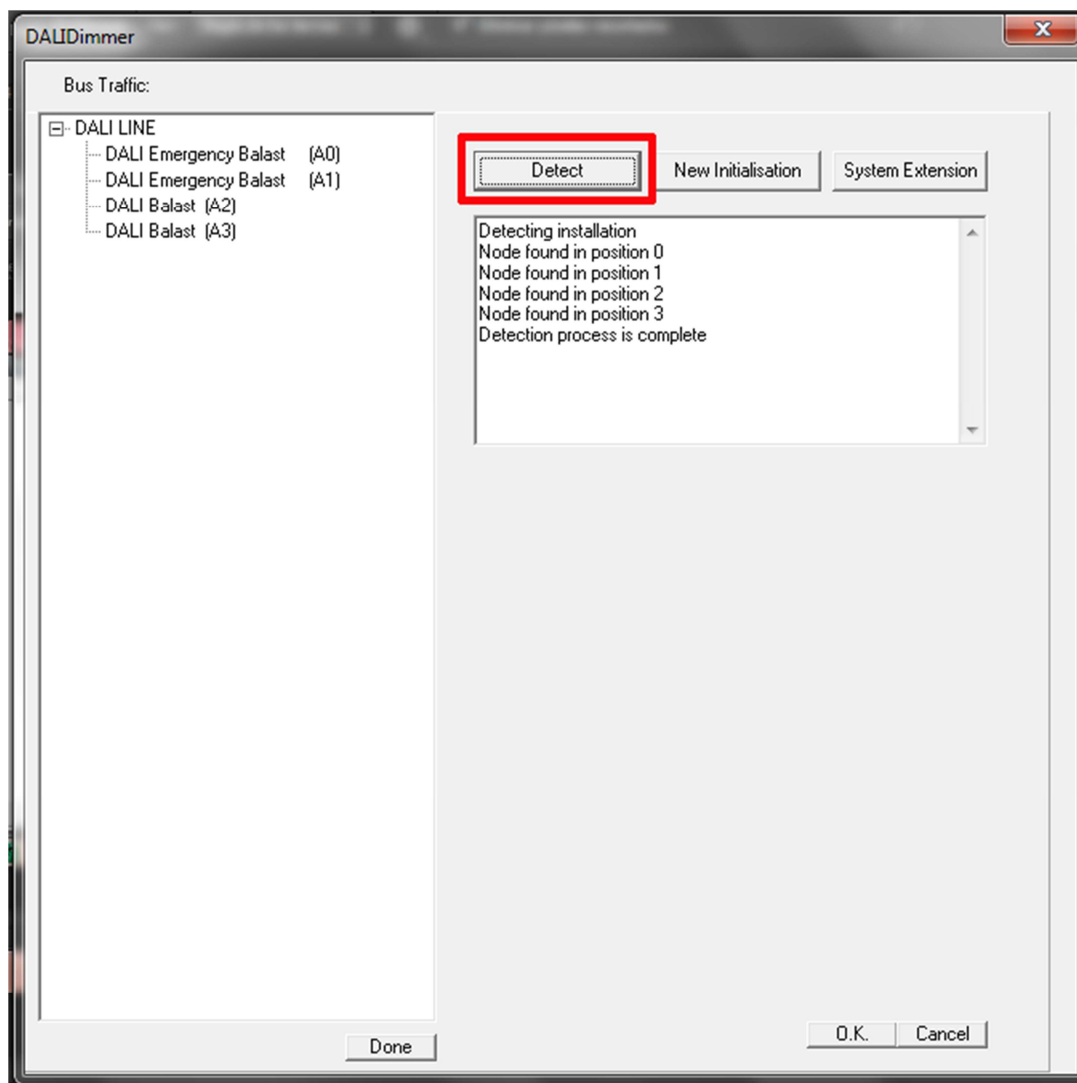 DALIDimmer
Bus Traffic:
DALI LINE
DALI Emergency Balast (A0)
DALI Emergency Balast (A1)
DALI Balast (A2)
DALI Balast (A3)
Detect
New Initialisation
System Extension
Detecting installation
Node found in position 0
Node found in position 1
Node found in position 2
Node found in position 3
Detection process is complete
Done
O.K.
Cancel